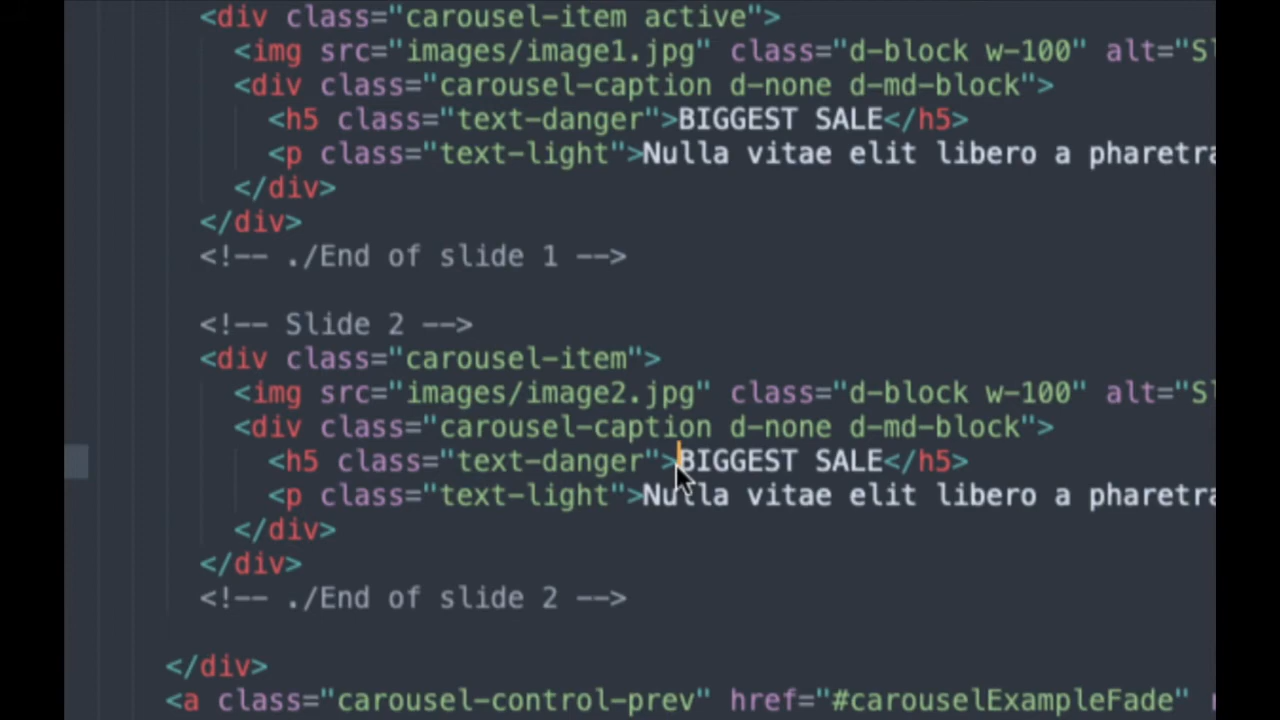 <div class="carousel-item active">
<img src="images/image1.jpg" class="d-block w-100" alt="Sl
<div class="carousel-caption d-none d-md-block">
<h5 class="text-danger">BIGGEST SALE</h5>
<p class="text-light">Nulla vitae elit libero a pharetra
</div>
</div>
<!-- ./End of slide 1 -->
<!-- Slide 2 -->
<div class="carousel-item">
<img src="images/image2.jpg" class="d-block w-100" alt="Sl
<div class="carousel-caption d-none d-md-block">
<h5 class="text-danger">BIGGEST SALE</h5>
<p class="text-light">Nulla vitae elit libero a pharetra
</div>
</div>
<!-- ./End of slide 2 -->
</div>
<a class="carousel-control-prev" href="#carouselExampleFade"